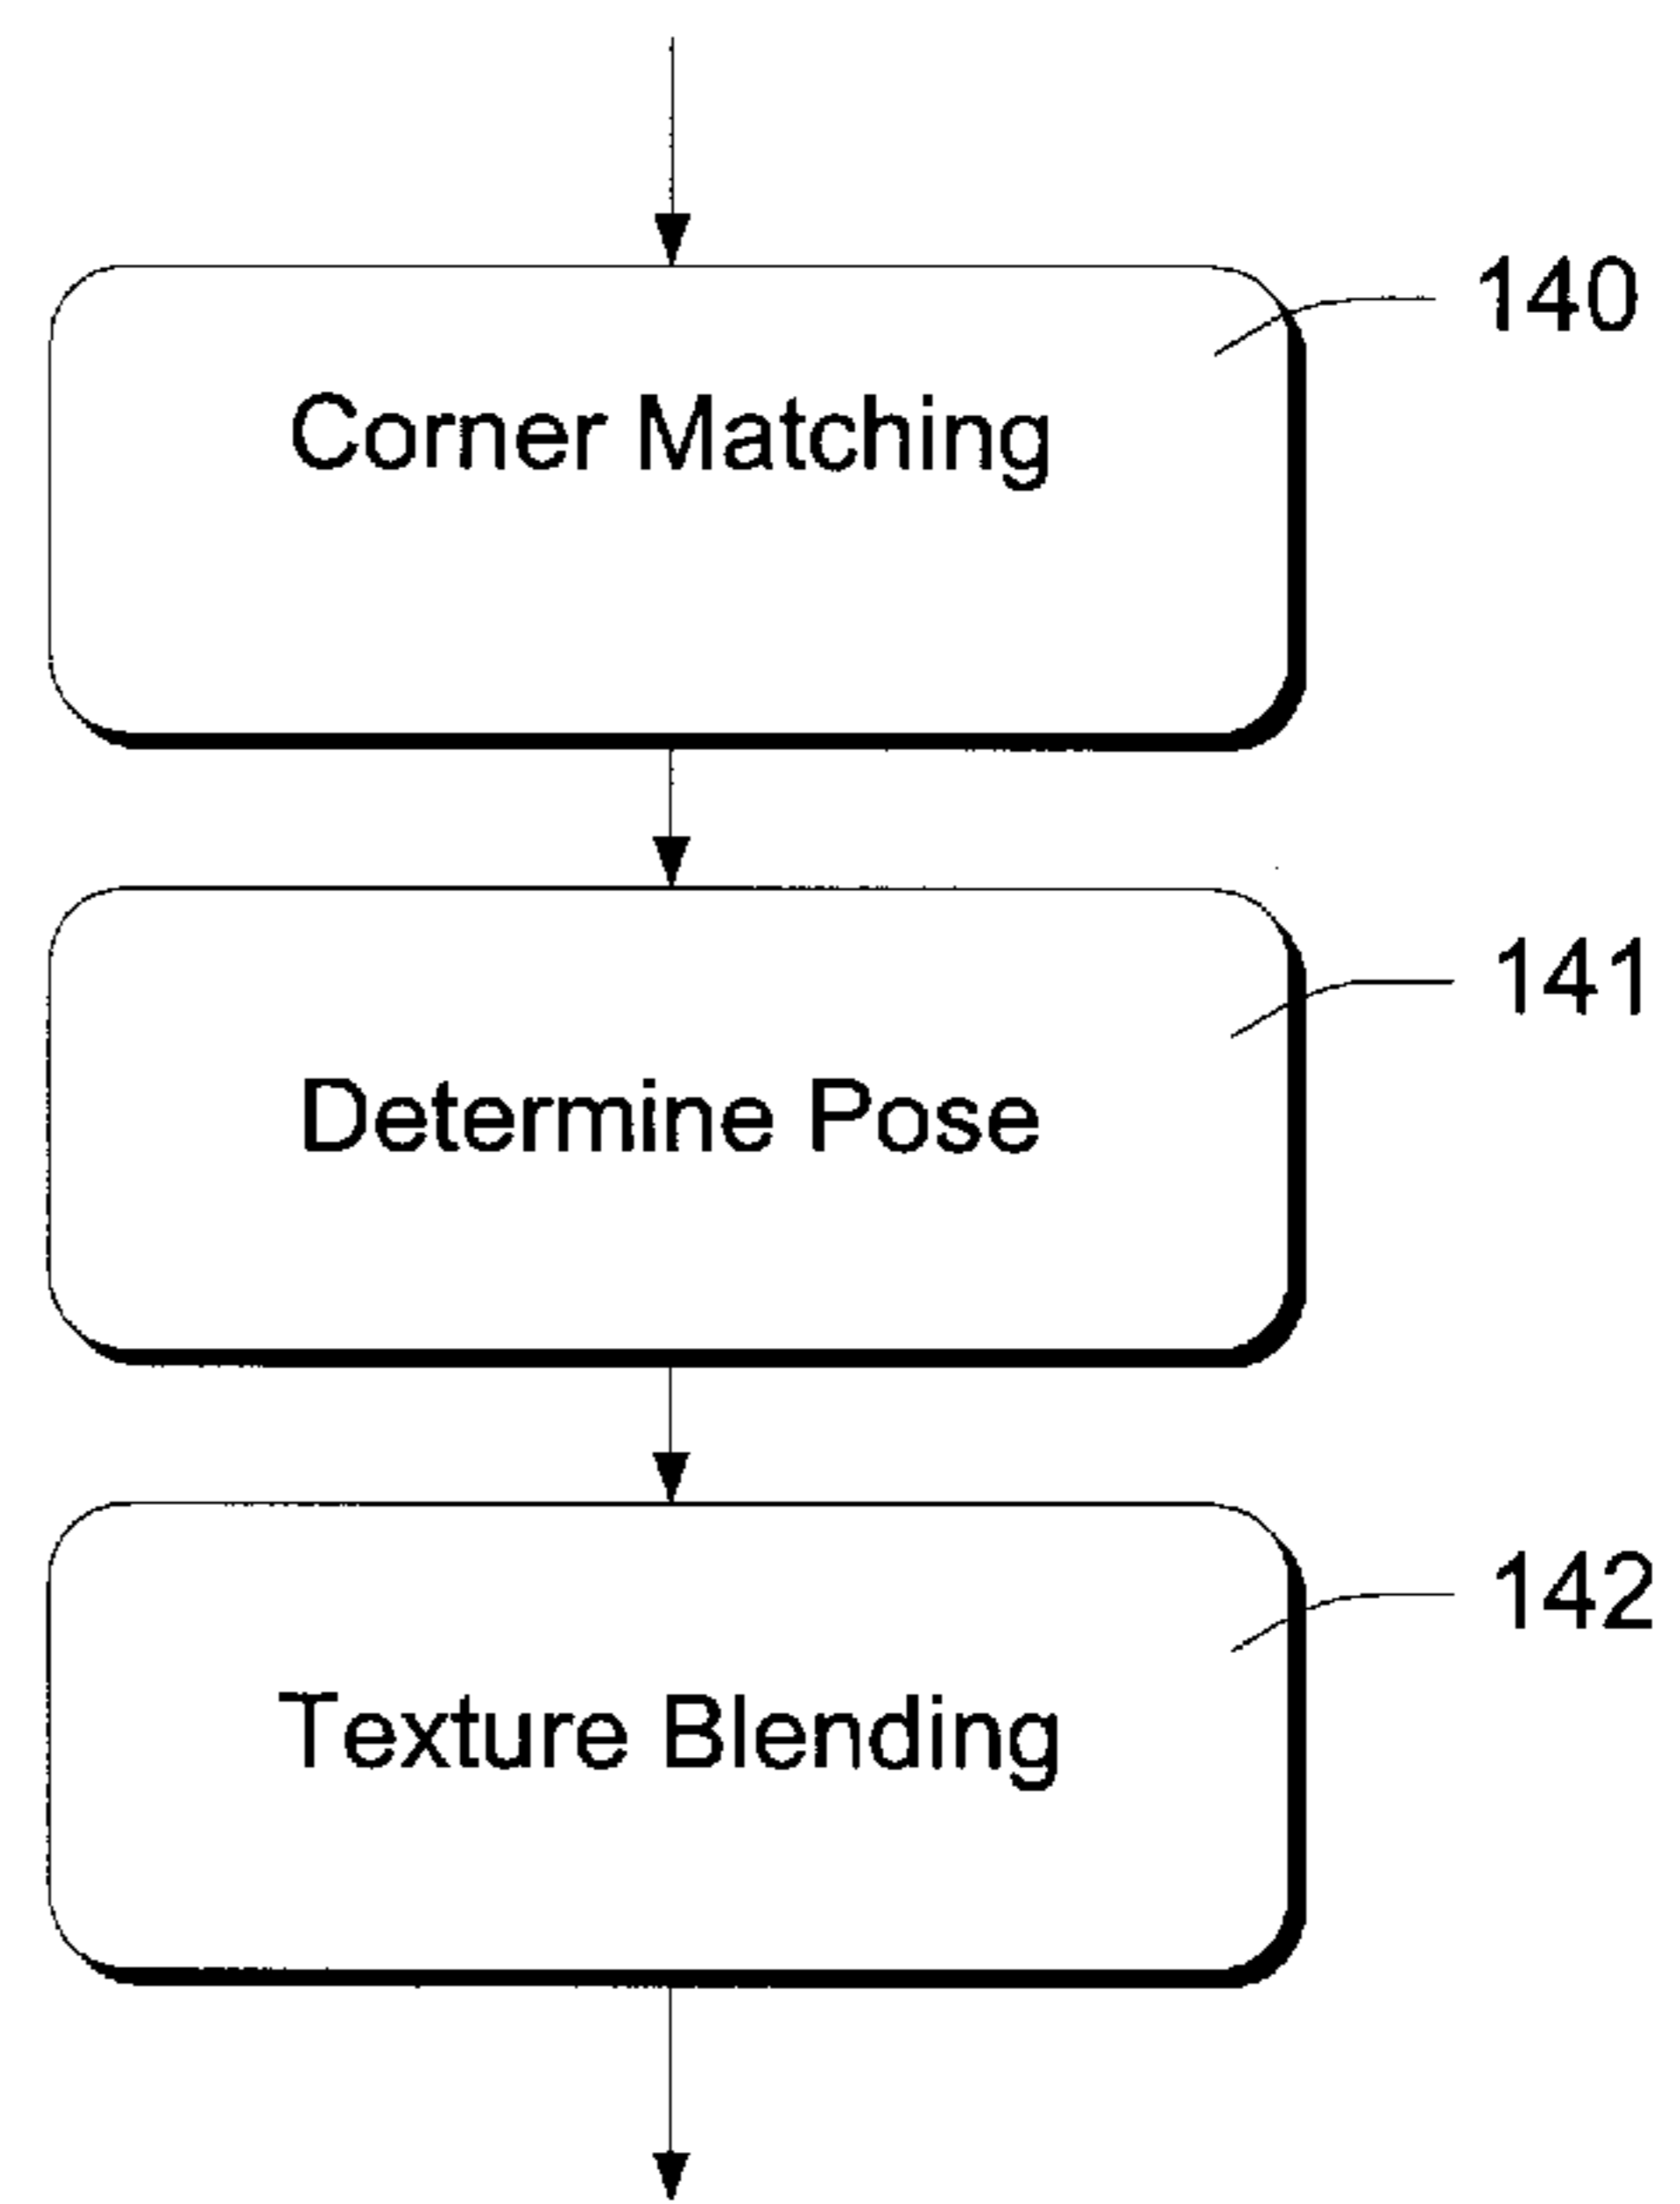 140
Corner Matching
141
Determine Pose
142
Texture Blending